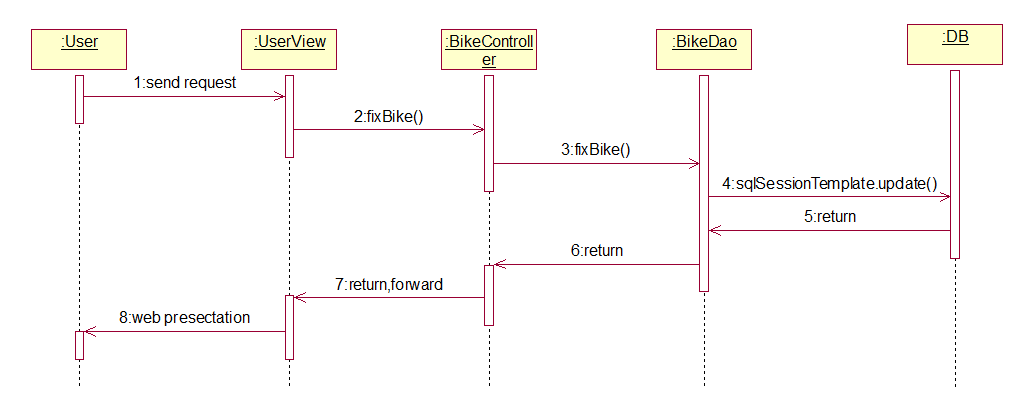 :User
:UserView
:BikeControll
er
:BikeDao
:DB
1:send request
2:fixBike()
3:fixBike()
4:sqlSessionTemplate.update()
5:return
6:return
7:return,forward
8:web presectation